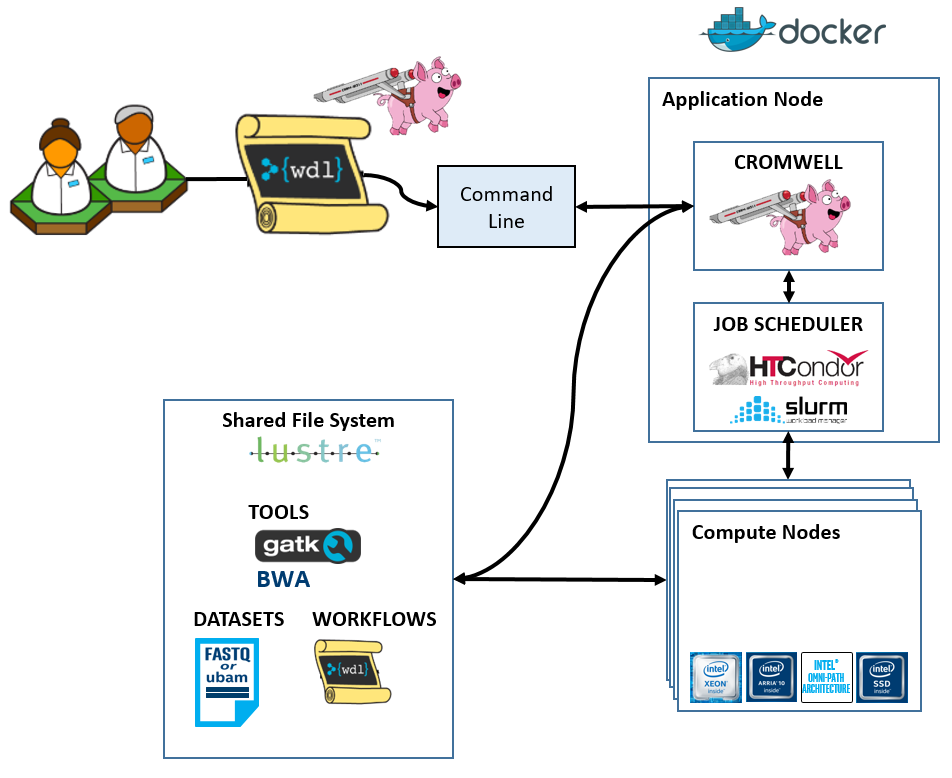 docker
Application Node
CROMWELL
{wdl}
Command
Line
JOB SCHEDULER
HTCondor
High Throughput Computing
slurm
workload manager
Shared File System
lustre™
TOOLS
gatk
BWA
DATASETS
WORKFLOWS
FASTQ
or
ubam
{wdl}
Compute Nodes
intel
XEON
inside
intel
ARRIA 10
inside
INTEL®
OMNI-PATH
ARCHITECTURE
intel
SSD
inside